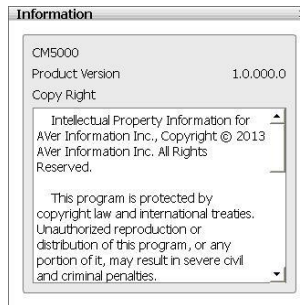 Information
CM5000
Product Version 1.0.000.0
Copy Right
Intellectual Property Information for
AVer Information Inc., Copyright © 2013
AVer Information Inc. All Rights
Reserved.
This program is protected by
copyright law and international treaties.
Unauthorized reproduction or
distribution of this program, or any
portion of it, may result in severe civil
and criminal penalties.